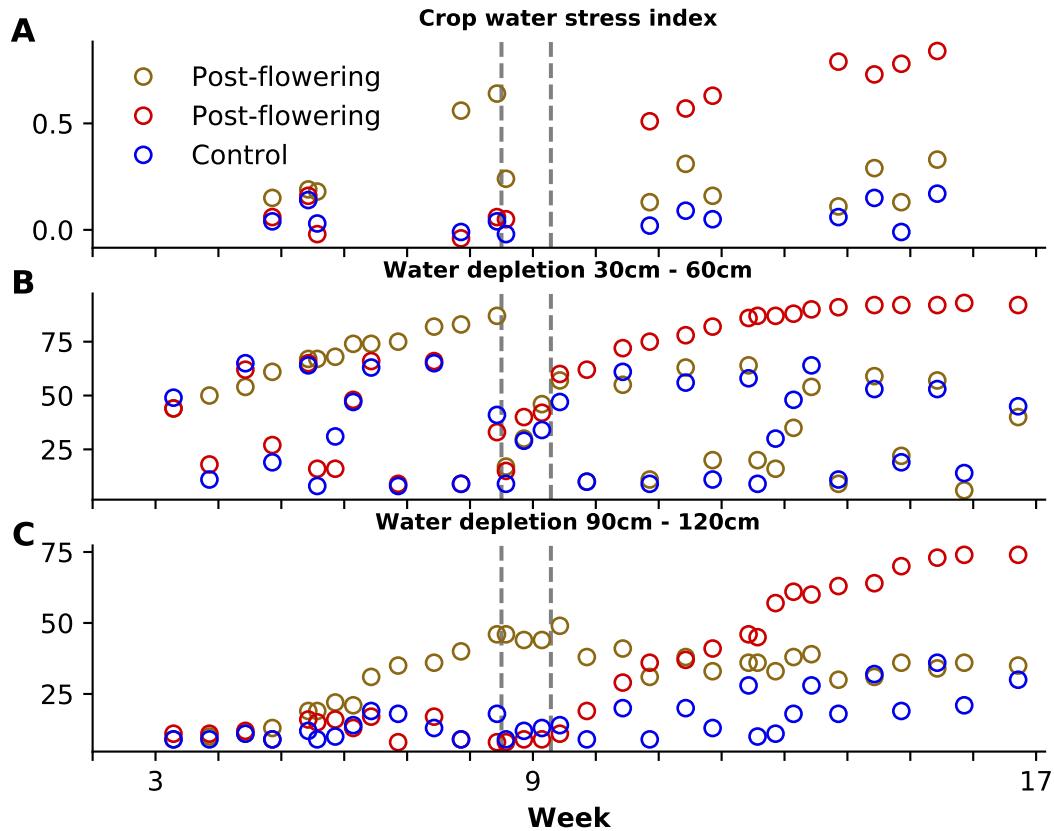 Crop water stress index
A
Post-flowering
Post-flowering
Control
0.5
0.0
Water depletion 30cm - 60cm
B
75
50
25
Water depletion 90cm - 120cm
C
75
50
25
3 9 17
Week